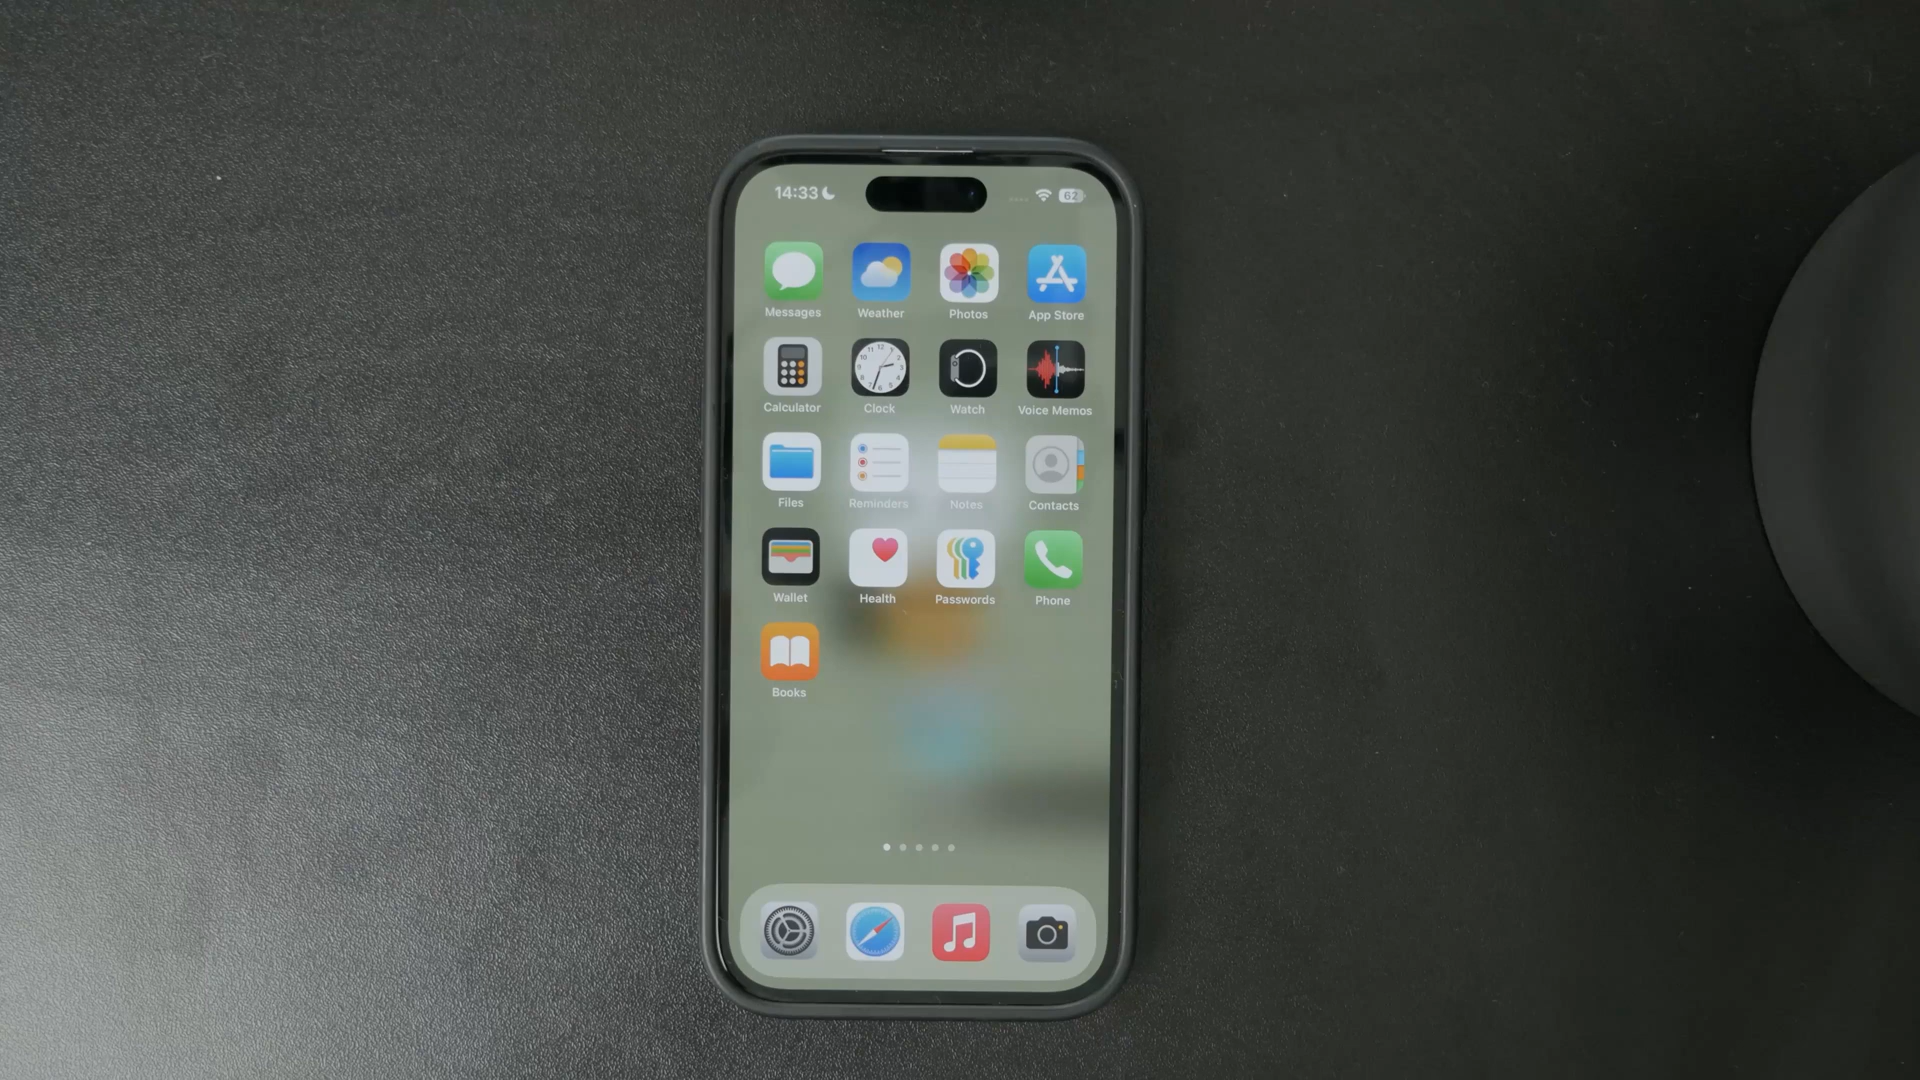 14:33 62
Messages Weather Photos App Store
Calculator Clock Watch Voice Memos
Files Reminders Notes Contacts
Wallet Health Passwords Phone
Books